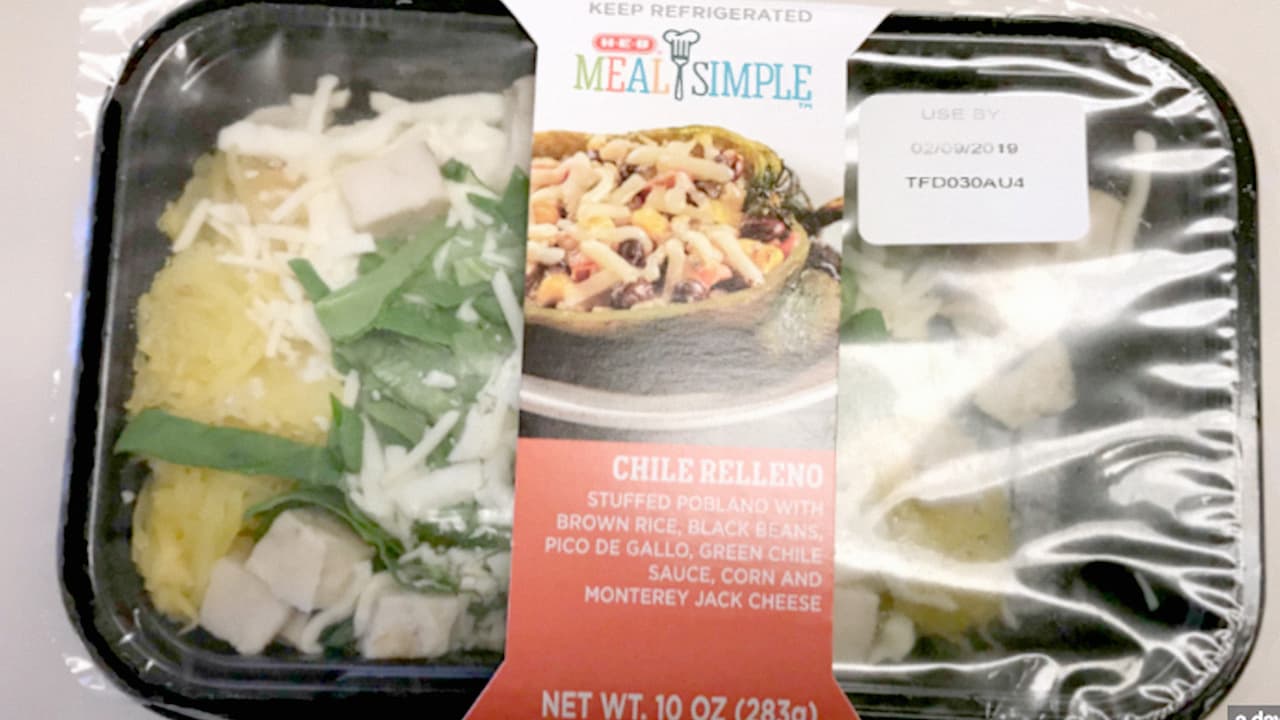 KEEP REFRIGERATED
H-E-B
MEAL SIMPLE™
USE BY:
02/09/2019
TFD030AU4
CHILE RELLENO
STUFFED POBLANO WITH
BROWN RICE, BLACK BEANS,
PICO DE GALLO, GREEN CHILE
SAUCE, CORN AND
MONTEREY JACK CHEESE
NET WT. 10 OZ (283g)